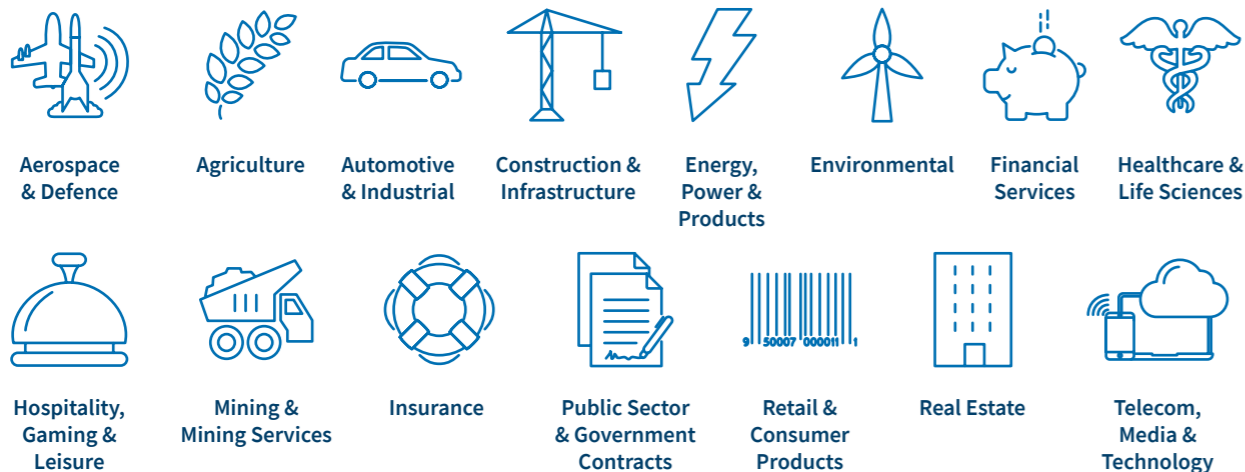 Aerospace
& Defence
Agriculture
Automotive
& Industrial
Construction &
Infrastructure
Energy,
Power &
Products
Environmental
Financial
Services
Healthcare &
Life Sciences
9 50007 000011 1
Hospitality,
Gaming &
Leisure
Mining &
Mining Services
Insurance
Public Sector
& Government
Contracts
Retail &
Consumer
Products
Real Estate
Telecom,
Media &
Technology